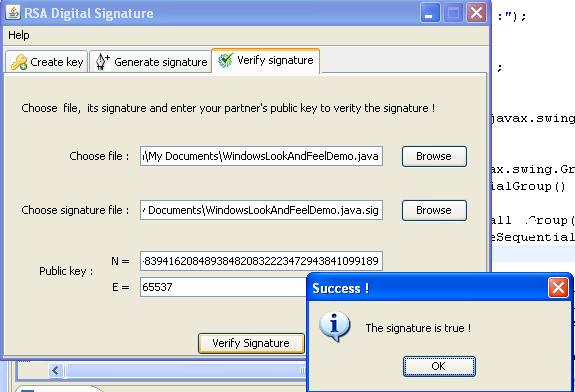 RSA Digital Signature
:");
Help
Create key
Generate signature
Verify signature
;
Choose file, its signature and enter your partner's public key to verity the signature !
javax.swing
Choose file :
\My Documents\WindowsLookAndFeelDemo.java
Browse
ax.swing.Gr
ialGroup()
Choose signature file :
Documents\WindowsLookAndFeelDemo.java.sig
Browse
all .Group(
eSequential
Public key :
N =
83941620848938482083222347294384109918​9
E =
65537
Success !
The signature is true !
Verify Signature
OK